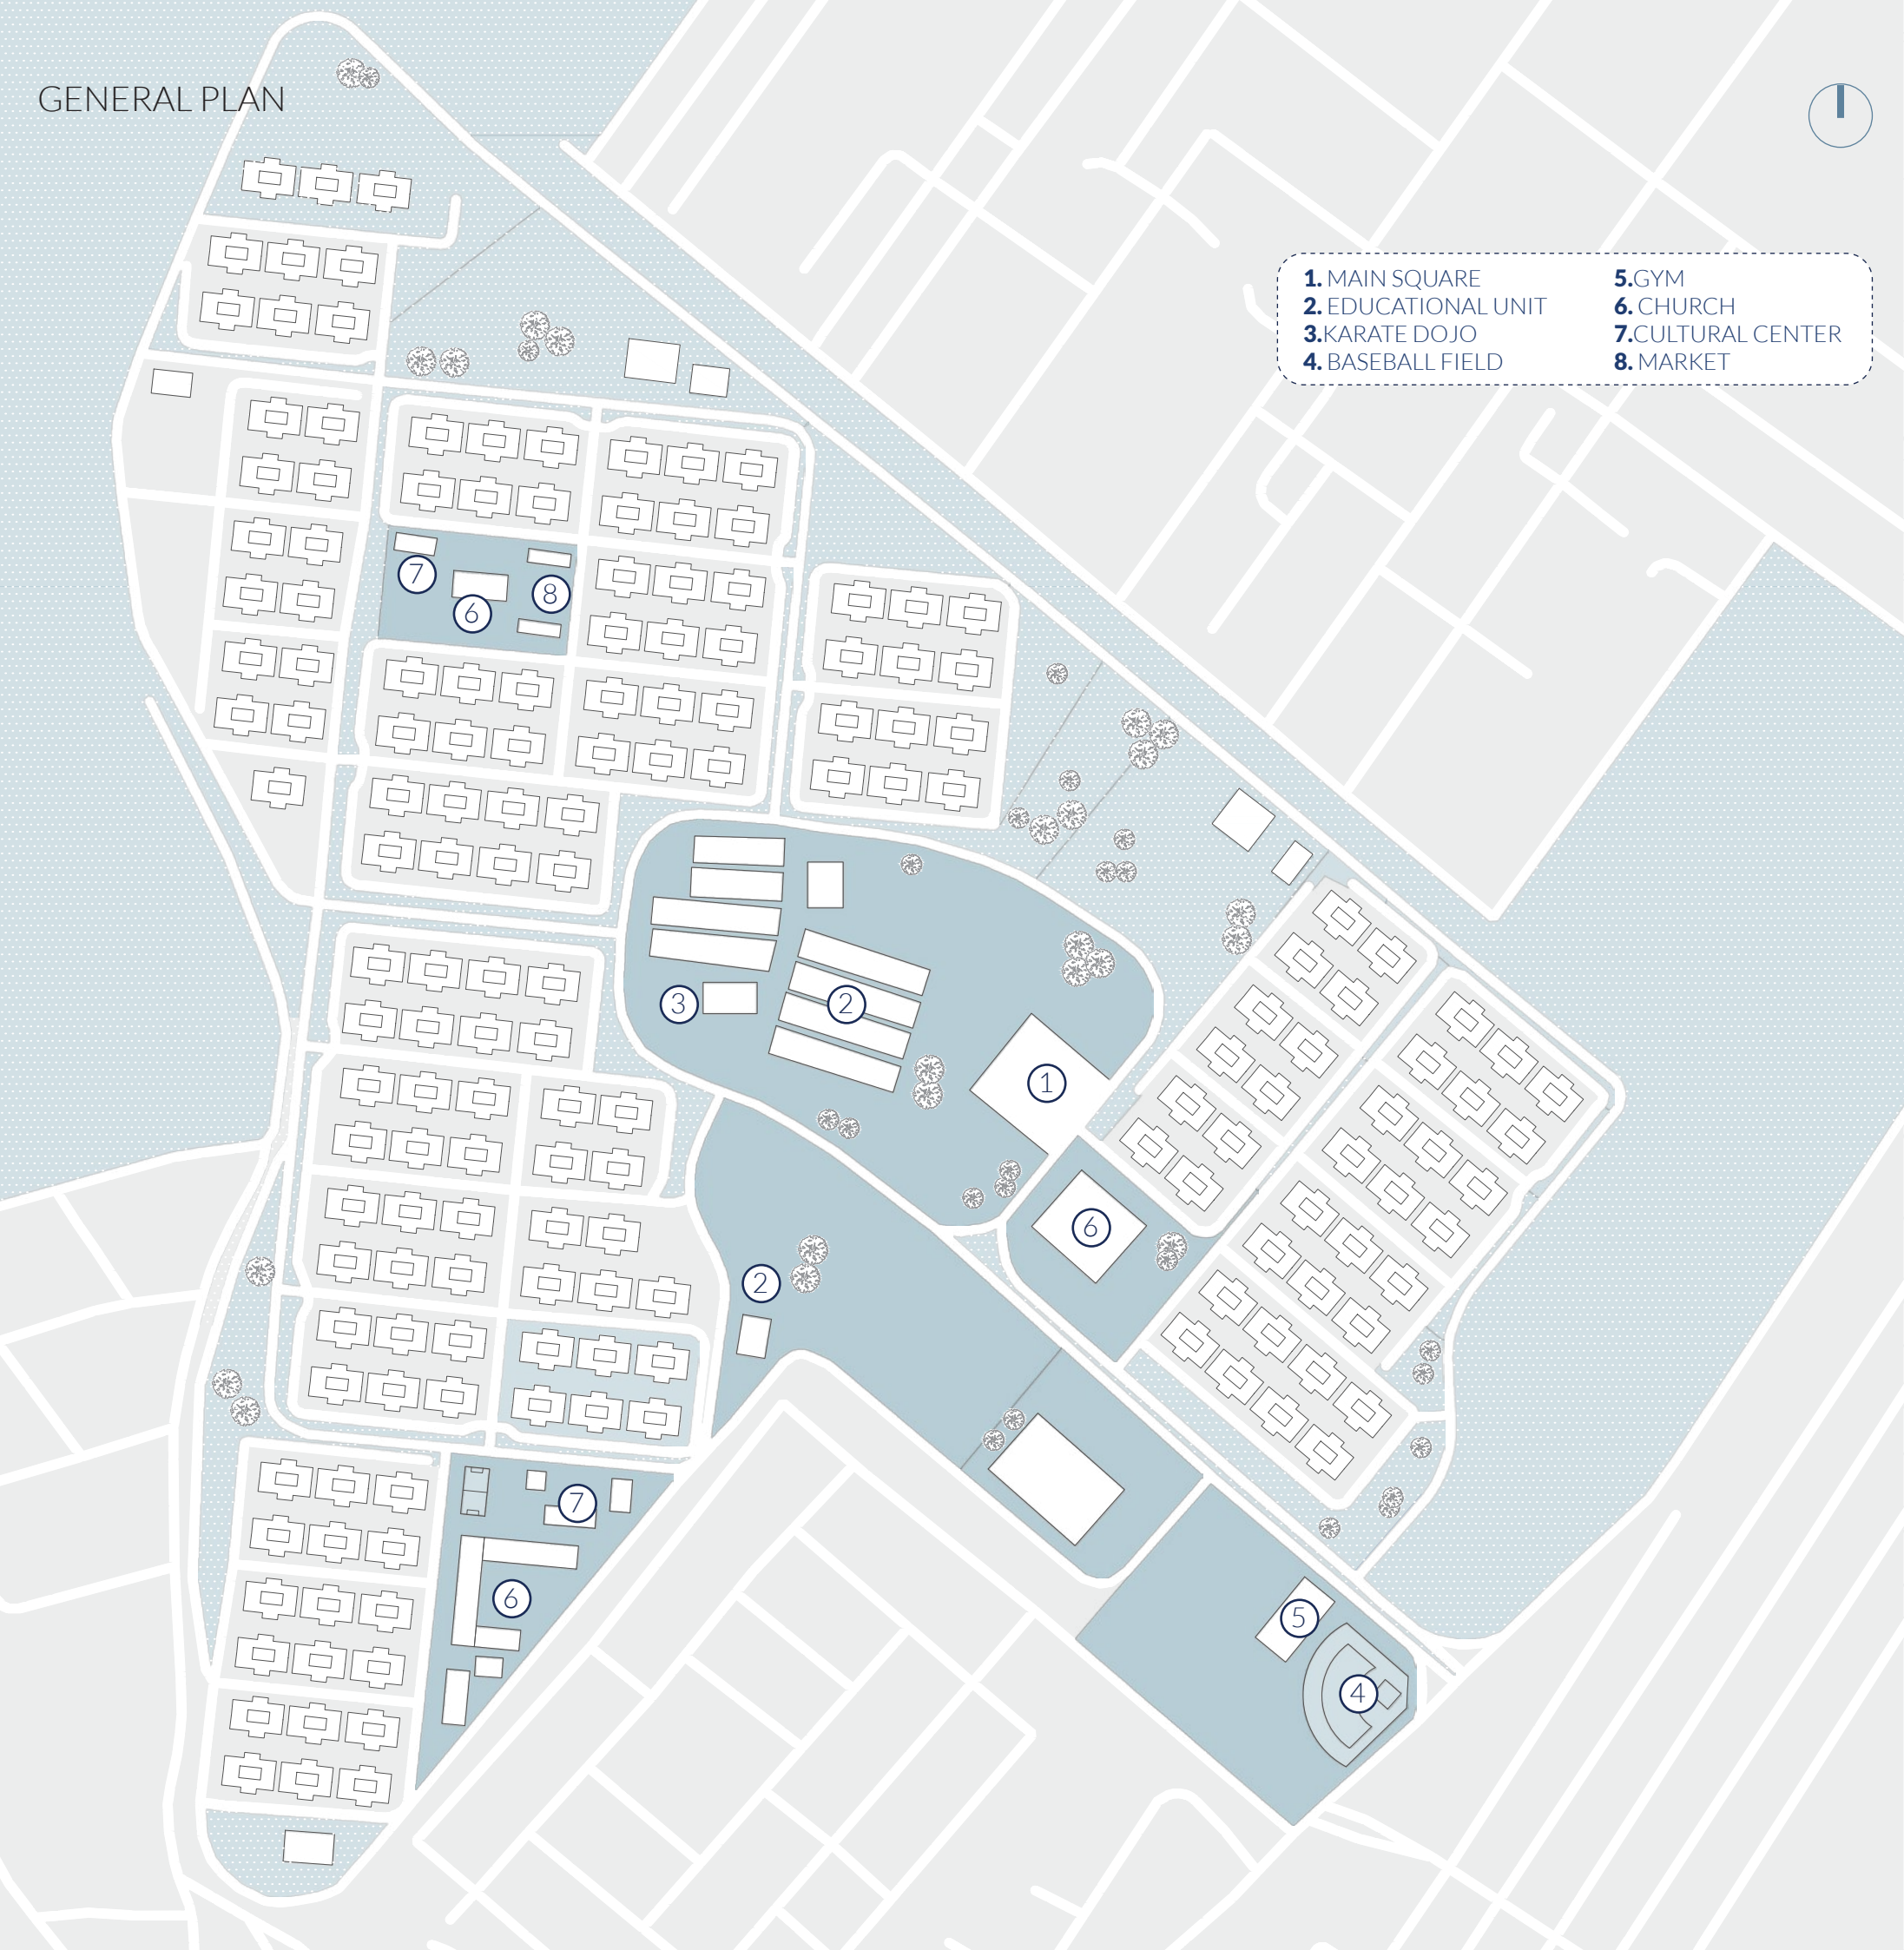 GENERAL PLAN
1. MAIN SQUARE
2. EDUCATIONAL UNIT
3.KARATE DOJO
4. BASEBALL FIELD
5.GYM
6. CHURCH
7.CULTURAL CENTER
8. MARKET
7
8
6
3
2
1
6
2
7
6
5
4